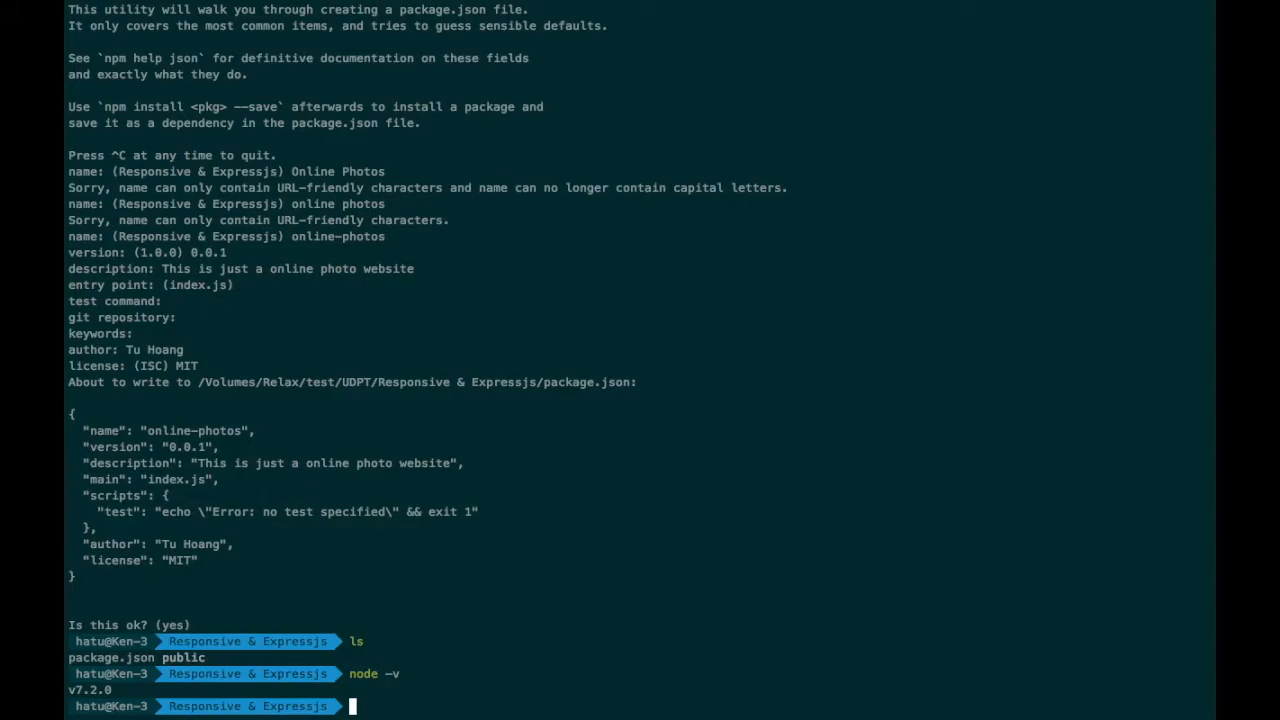 This utility will walk you through creating a package.json file.
It only covers the most common items, and tries to guess sensible defaults.
See `npm help json` for definitive documentation on these fields
and exactly what they do.
Use `npm install <pkg> --save` afterwards to install a package and
save it as a dependency in the package.json file.
Press ^C at any time to quit.
name: (Responsive & Expressjs) Online Photos
Sorry, name can only contain URL-friendly characters and name can no longer contain capital letters.
name: (Responsive & Expressjs) online photos
Sorry, name can only contain URL-friendly characters.
name: (Responsive & Expressjs) online-photos
version: (1.0.0) 0.0.1
description: This is just a online photo website
entry point: (index.js)
test command:
git repository:
keywords:
author: Tu Hoang
license: (ISC) MIT
About to write to /Volumes/Relax/test/UDPT/Responsive & Expressjs/package.json:
{
  "name": "online-photos",
  "version": "0.0.1",
  "description": "This is just a online photo website",
  "main": "index.js",
  "scripts": {
    "test": "echo \"Error: no test specified\" && exit 1"
  },
  "author": "Tu Hoang",
  "license": "MIT"
}
Is this ok? (yes)
hatu@Ken-3 Responsive & Expressjs ls
package.json public
hatu@Ken-3 Responsive & Expressjs node -v
v7.2.0
hatu@Ken-3 Responsive & Expressjs